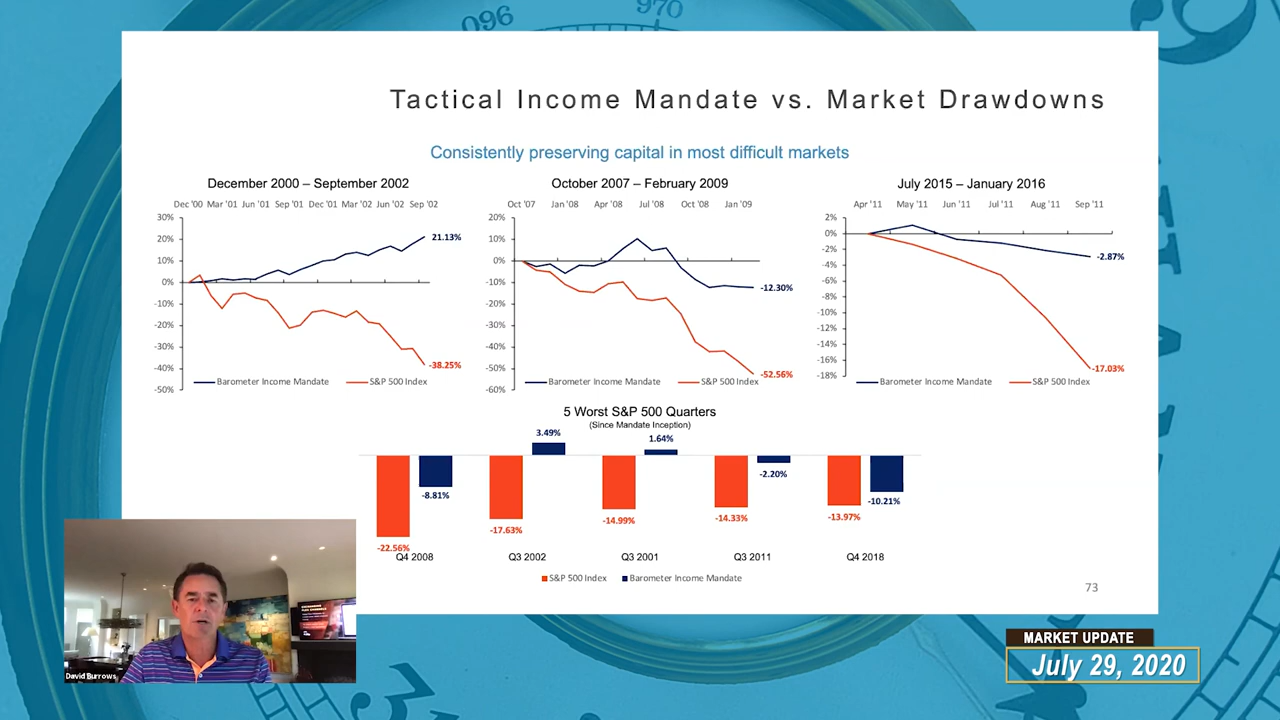 096
970
Tactical Income Mandate vs. Market Drawdowns
Consistently preserving capital in most difficult markets
December 2000 – September 2002
Dec '00 Mar '01 Jun '01 Sep '01 Dec'01 Mar '02 Jun '02 Sep '02
30%
20%
10%
0%
-10%
-20%
-30%
-40%
-50%
21.13%
-38.25%
Barometer Income Mandate S&P 500 Index
October 2007 – February 2009
Oct '07 Jan '08 Apr '08 Jul '08 Oct '08 Jan '09
20%
10%
0%
-10%
-20%
-30%
-40%
-50%
-60%
-12.30%
-52.56%
Barometer Income Mandate S&P 500 Index
July 2015 – January 2016
Apr '11 May '11 Jun '11 Jul '11 Aug '11 Sep '11
2%
0%
-2%
-4%
-6%
-8%
-10%
-12%
-14%
-16%
-18%
-2.87%
-17.03%
Barometer Income Mandate S&P 500 Index
5 Worst S&P 500 Quarters
(Since Mandate Inception)
3.49% 1.64%
-2.20%
-8.81% -10.21%
-22.56% -17.63% -14.99% -14.33% -13.97%
Q4 2008 Q3 2002 Q3 2001 Q3 2011 Q4 2018
S&P 500 Index Barometer Income Mandate
73
David Burrows
MARKET UPDATE
July 29, 2020